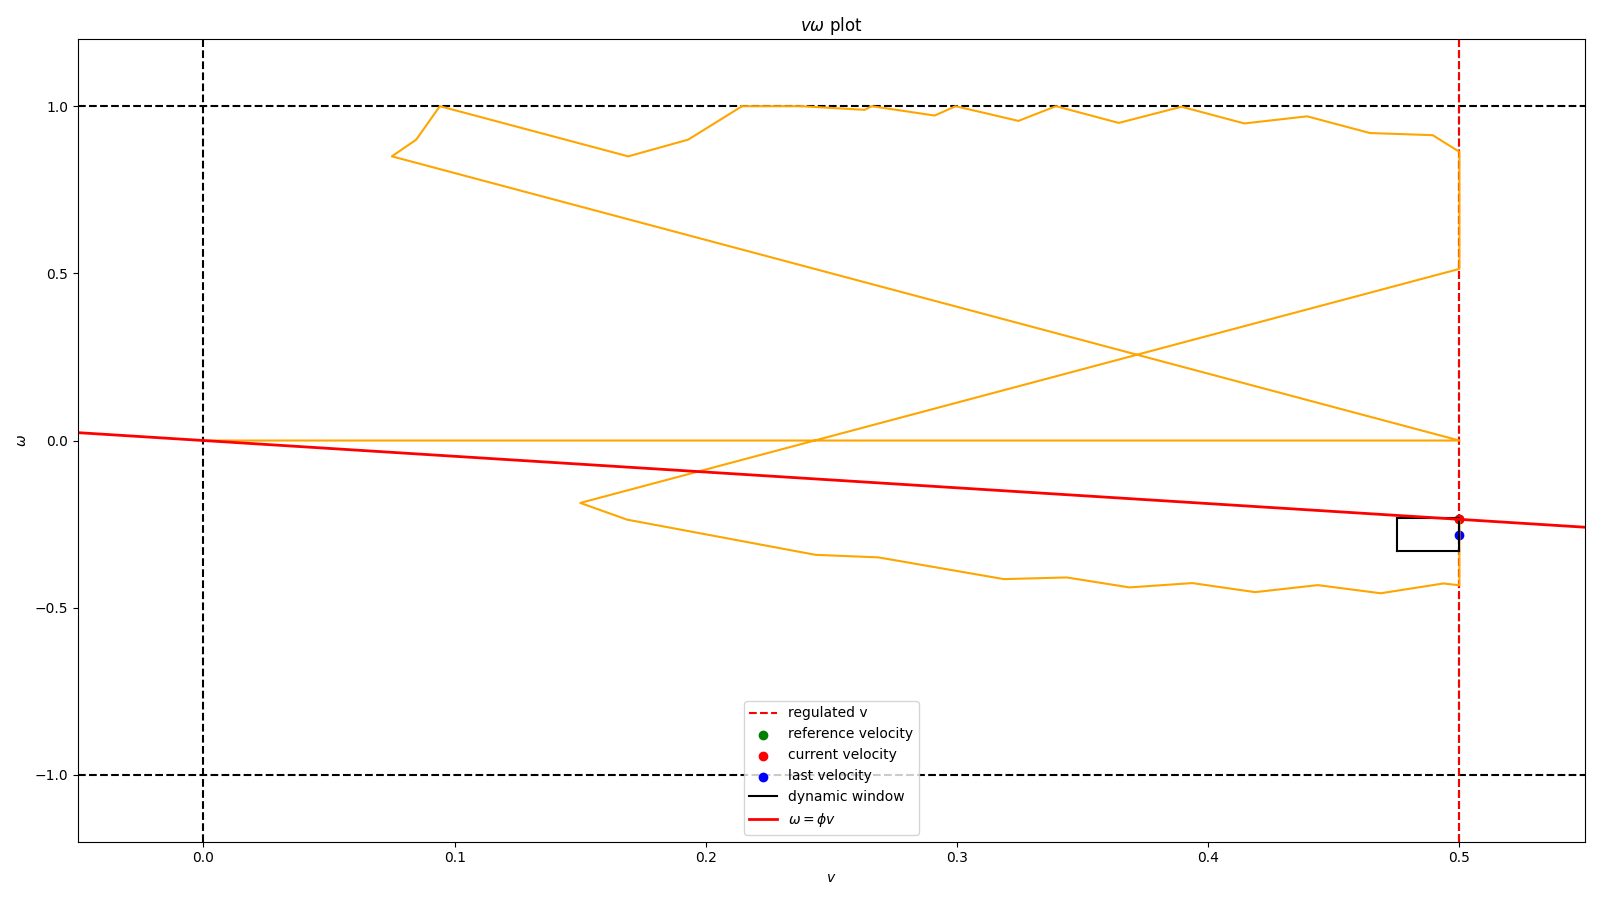 vω plot
1.0
0.5
0.0
−0.5
−1.0
ω
regulated v
reference velocity
current velocity
last velocity
dynamic window
ω = ϕv
0.0 0.1 0.2 0.3 0.4 0.5
v